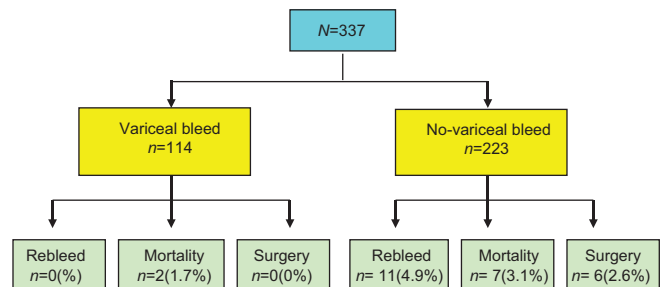 N=337
Variceal bleed
n=114
No-variceal bleed
n=223
Rebleed
n=0(%)
Mortality
n=2(1.7%)
Surgery
n=0(0%)
Rebleed
n= 11(4.9%)
Mortality
n= 7(3.1%)
Surgery
n= 6(2.6%)